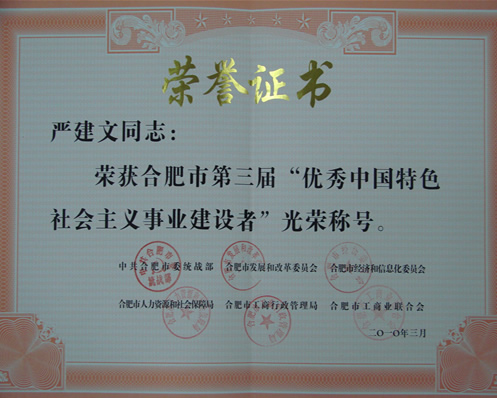 荣誉证书
严建文同志：
荣获合肥市第三届“优秀中国特色
社会主义事业建设者”光荣称号。
中共合肥市委统战部 合肥市发展和改革委员会 合肥市经济和信息化委员会
合肥市人力资源和社会保障局 合肥市工商行政管理局 合肥市工商业联合会
二〇一〇年三月